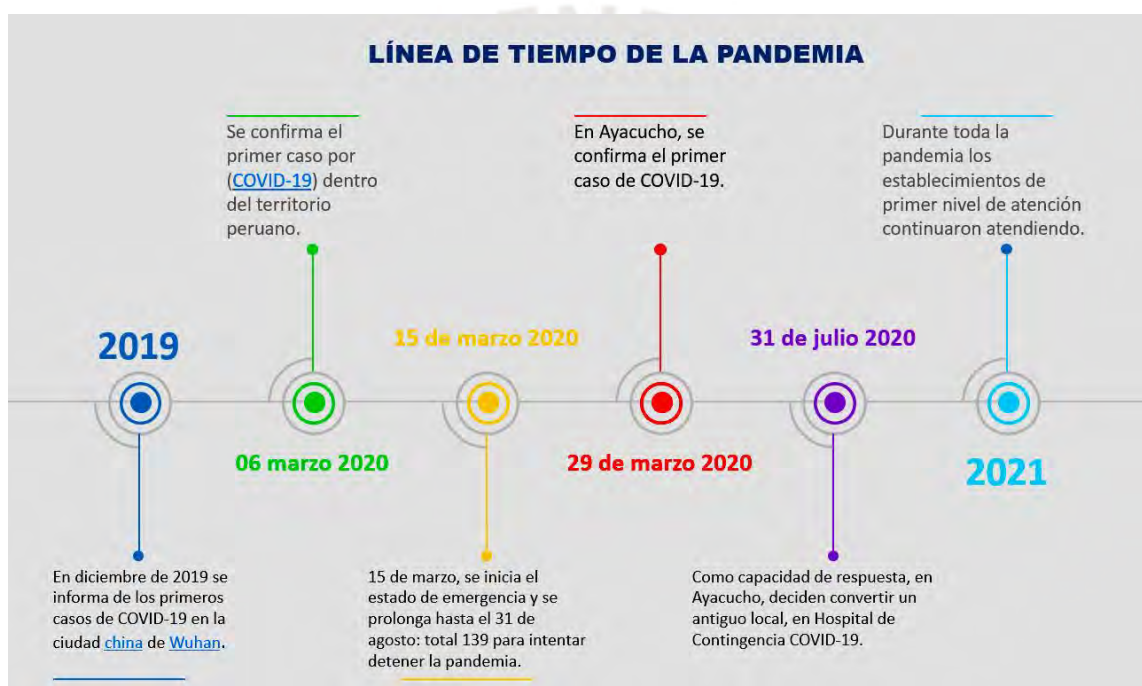 LÍNEA DE TIEMPO DE LA PANDEMIA
Se confirma el
primer caso por
(COVID-19) dentro
del territorio
peruano.
En Ayacucho, se
confirma el primer
caso de COVID-19.
Durante toda la
pandemia los
establecimientos de
primer nivel de atención
continuaron atendiendo.
2019
15 de marzo 2020
31 de julio 2020
06 marzo 2020
29 de marzo 2020
2021
En diciembre de 2019 se
informa de los primeros
casos de COVID-19 en la
ciudad china de Wuhan.
15 de marzo, se inicia el
estado de emergencia y se
prolonga hasta el 31 de
agosto: total 139 para intentar
detener la pandemia.
Como capacidad de respuesta, en
Ayacucho, deciden convertir un
antiguo local, en Hospital de
Contingencia COVID-19.